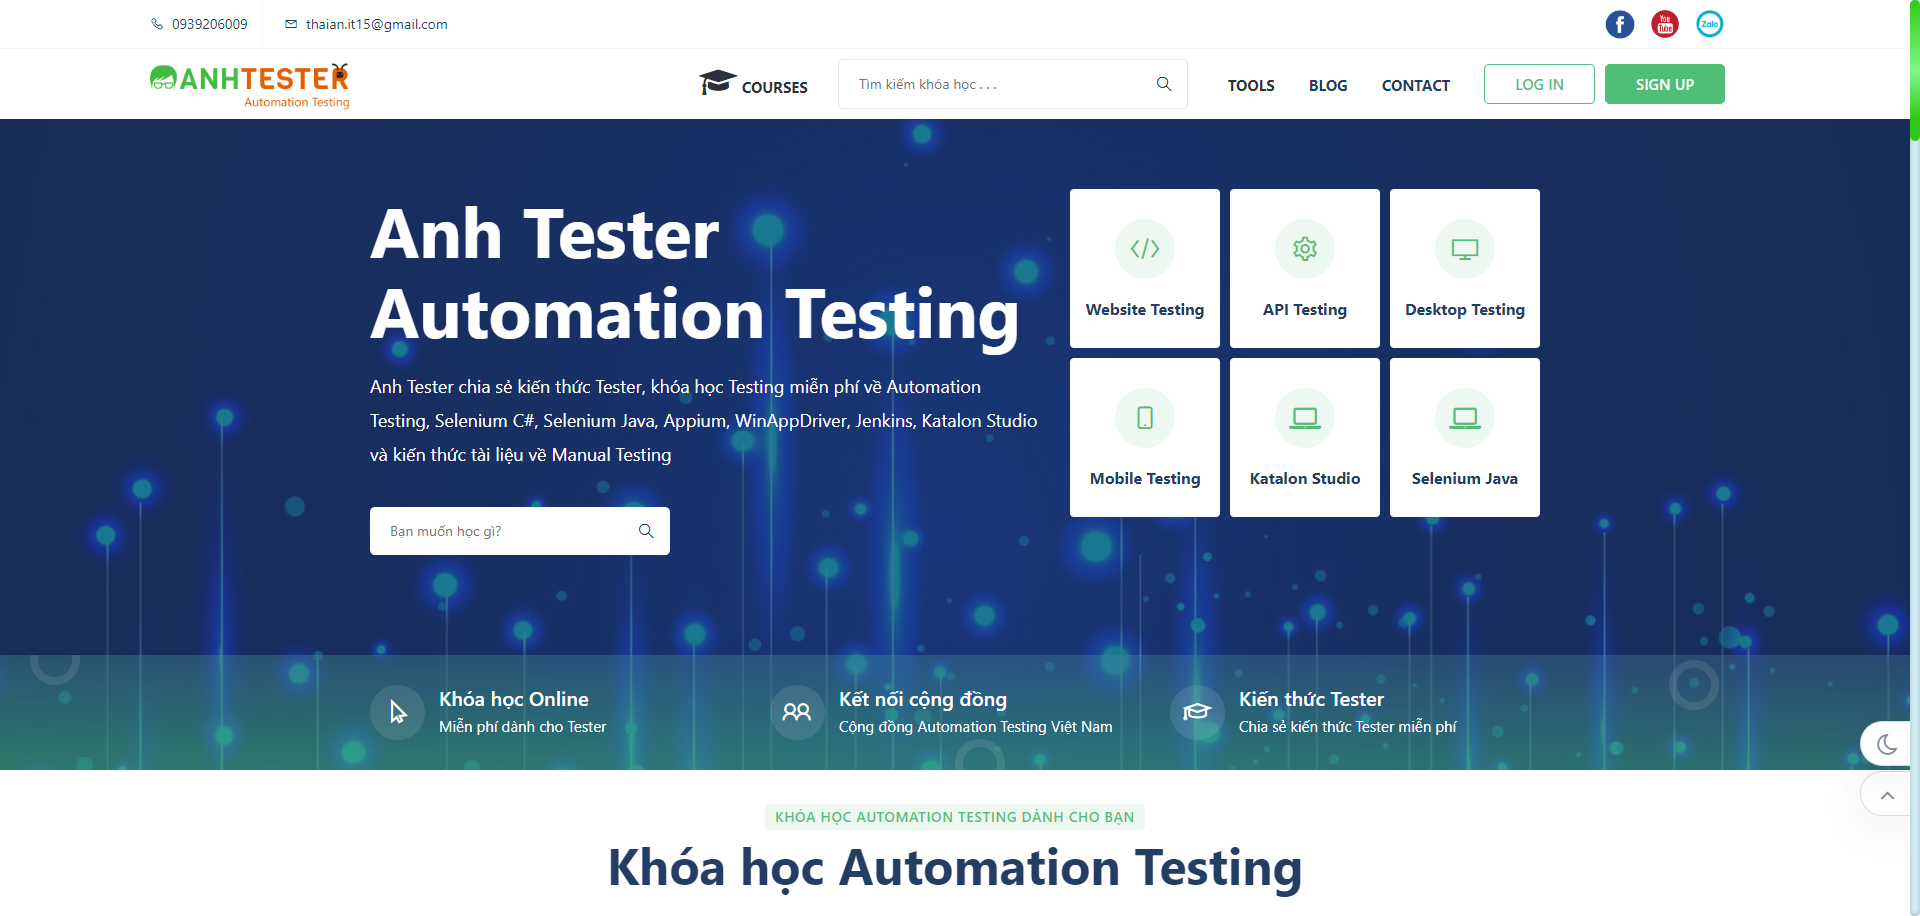 0939206009
thaian.it15@gmail.com
You
Tube
Zalo
ANHTESTER
Automation Testing
COURSES
Tìm kiếm khóa học . . .
TOOLS
BLOG
CONTACT
LOG IN
SIGN UP
Anh Tester
Automation Testing
Anh Tester chia sẻ kiến thức Tester, khóa học Testing miễn phí về Automation
Testing, Selenium C#, Selenium Java, Appium, WinAppDriver, Jenkins, Katalon Studio
và kiến thức tài liệu về Manual Testing
Bạn muốn học gì?
Website Testing
API Testing
Desktop Testing
Mobile Testing
Katalon Studio
Selenium Java
Khóa học Online
Miễn phí dành cho Tester
Kết nối cộng đồng
Cộng đồng Automation Testing Việt Nam
Kiến thức Tester
Chia sẻ kiến thức Tester miễn phí
KHÓA HỌC AUTOMATION TESTING DÀNH CHO BẠN
Khóa học Automation Testing